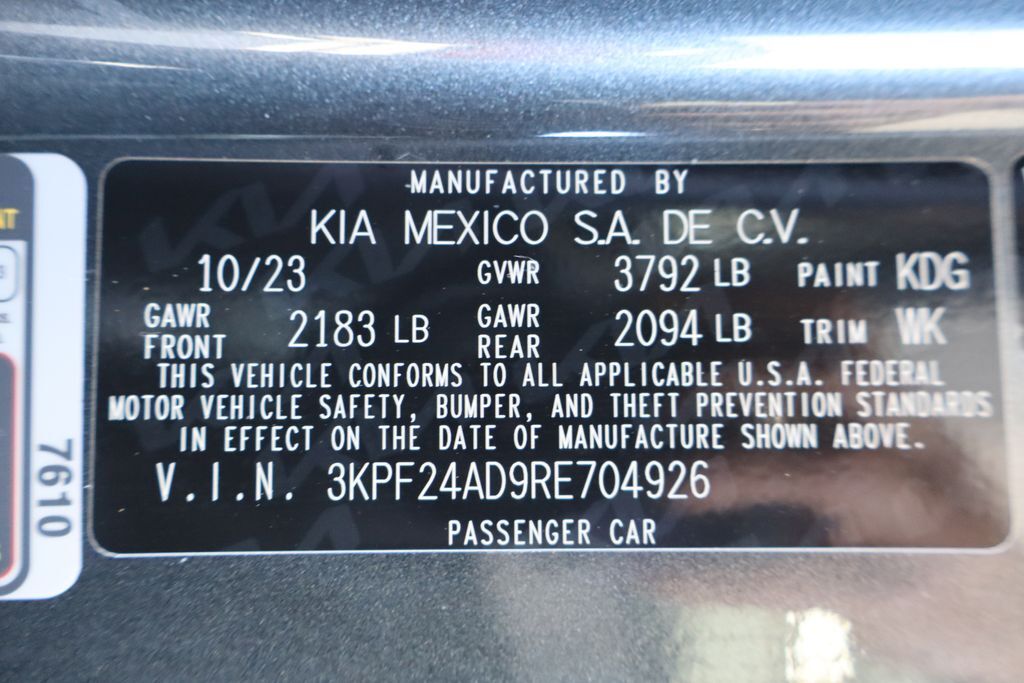 MANUFACTURED BY
KIA MEXICO S.A. DE C.V.
10/23 GVWR 3792 LB PAINT KDG
GAWR FRONT 2183 LB GAWR REAR 2094 LB TRIM WK
THIS VEHICLE CONFORMS TO ALL APPLICABLE U.S.A. FEDERAL
MOTOR VEHICLE SAFETY, BUMPER, AND THEFT PREVENTION STANDARDS
IN EFFECT ON THE DATE OF MANUFACTURE SHOWN ABOVE.
V.I.N. 3KPF24AD9RE704926
PASSENGER CAR
7610